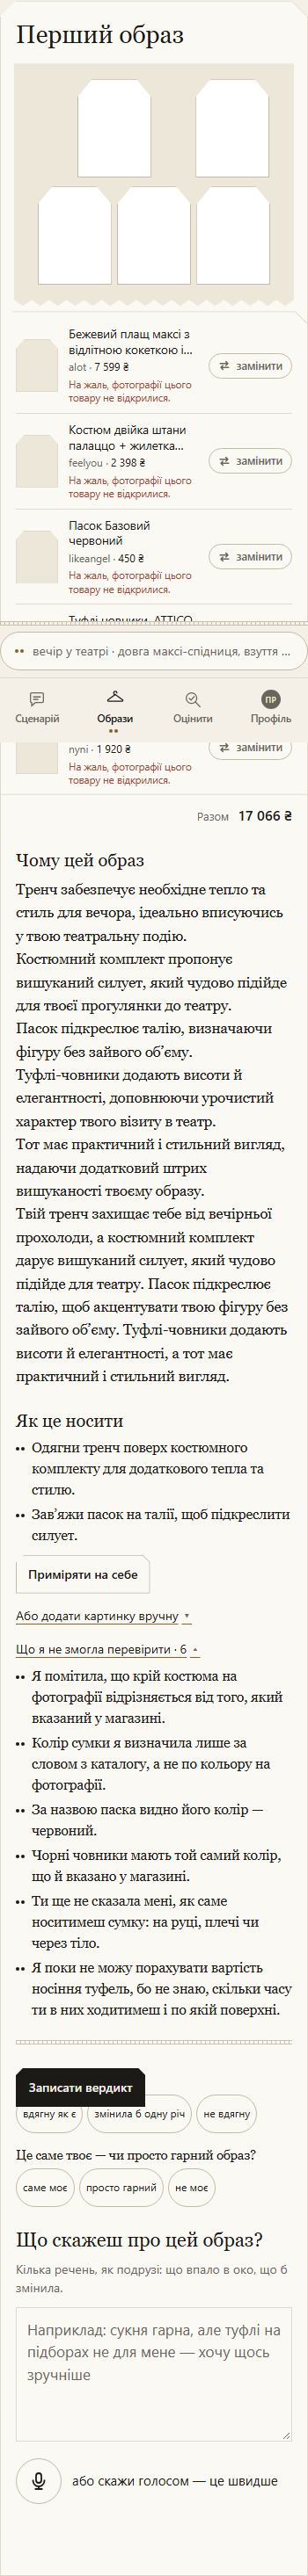 Перший образ
Бежевий плащ максі з
відлітною кокеткою і…
alot · 7 599 ₴
На жаль, фотографії цього
товару не відкрилися.
замінити
Костюм двійка штани
палаццо + жилетка…
feelyou · 2 398 ₴
На жаль, фотографії цього
товару не відкрилися.
замінити
Пасок Базовий
червоний
likeangel · 450 ₴
На жаль, фотографії цього
товару не відкрилися.
замінити
Туфлі-човники ATTICO
вечір у театрі · довга максі-спідниця, взуття …
Сценарій
Образи
Оцінити
ПР
Профіль
nyni · 1 920 ₴
На жаль, фотографії цього
товару не відкрилися.
замінити
Разом 17 066 ₴
Чому цей образ
Тренч забезпечує необхідне тепло та
стиль для вечора, ідеально вписуючись
у твою театральну подію.
Костюмний комплект пропонує
вишуканий силует, який чудово підійде
для твоєї прогулянки до театру.
Пасок підкреслює талію, визначаючи
фігуру без зайвого об’єму.
Туфлі-човники додають висоти й
елегантності, доповнюючи урочистий
характер твого візиту в театр.
Тот має практичний і стильний вигляд,
надаючи додатковий штрих
вишуканості твоєму образу.
Твій тренч захищає тебе від вечірньої
прохолоди, а костюмний комплект
дарує вишуканий силует, який чудово
підійде для театру. Пасок підкреслює
талію, щоб акцентувати твою фігуру без
зайвого об’єму. Туфлі-човники додають
висоти й елегантності, а тот має
практичний і стильний вигляд.
Як це носити
Одягни тренч поверх костюмного
комплекту для додаткового тепла та
стилю.
Зав’яжи пасок на талії, щоб підкреслити
силует.
Приміряти на себе
Або додати картинку вручну
Що я не змогла перевірити · 6
Я помітила, що крій костюма на
фотографії відрізняється від того, який
вказаний у магазині.
Колір сумки я визначила лише за
словом з каталогу, а не по кольору на
фотографії.
За назвою паска видно його колір —
червоний.
Чорні човники мають той самий колір,
що й вказано у магазині.
Ти ще не сказала мені, як саме
носитимеш сумку: на руці, плечі чи
через тіло.
Я поки не можу порахувати вартість
носіння туфель, бо не знаю, скільки часу
ти в них ходитимеш і по якій поверхні.
Записати вердикт
вдягну як є
змінила б одну річ
не вдягну
Це саме твоє — чи просто гарний образ?
саме моє
просто гарний
не моє
Що скажеш про цей образ?
Кілька речень, як подрузі: що впало в око, що б
змінила.
Наприклад: сукня гарна, але туфлі на
підборах не для мене — хочу щось
зручніше
або скажи голосом — це швидше